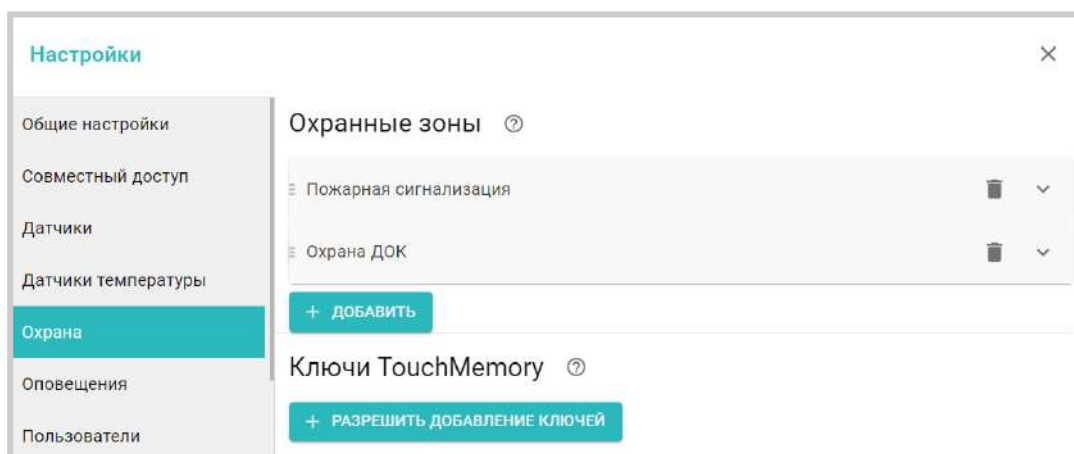 Настройки
Общие настройки
Совместный доступ
Датчики
Датчики температуры
Охрана
Оповещения
Пользователи
Охранные зоны
Пожарная сигнализация
Охрана ДОК
+ ДОБАВИТЬ
Ключи TouchMemory
+ РАЗРЕШИТЬ ДОБАВЛЕНИЕ КЛЮЧЕЙ